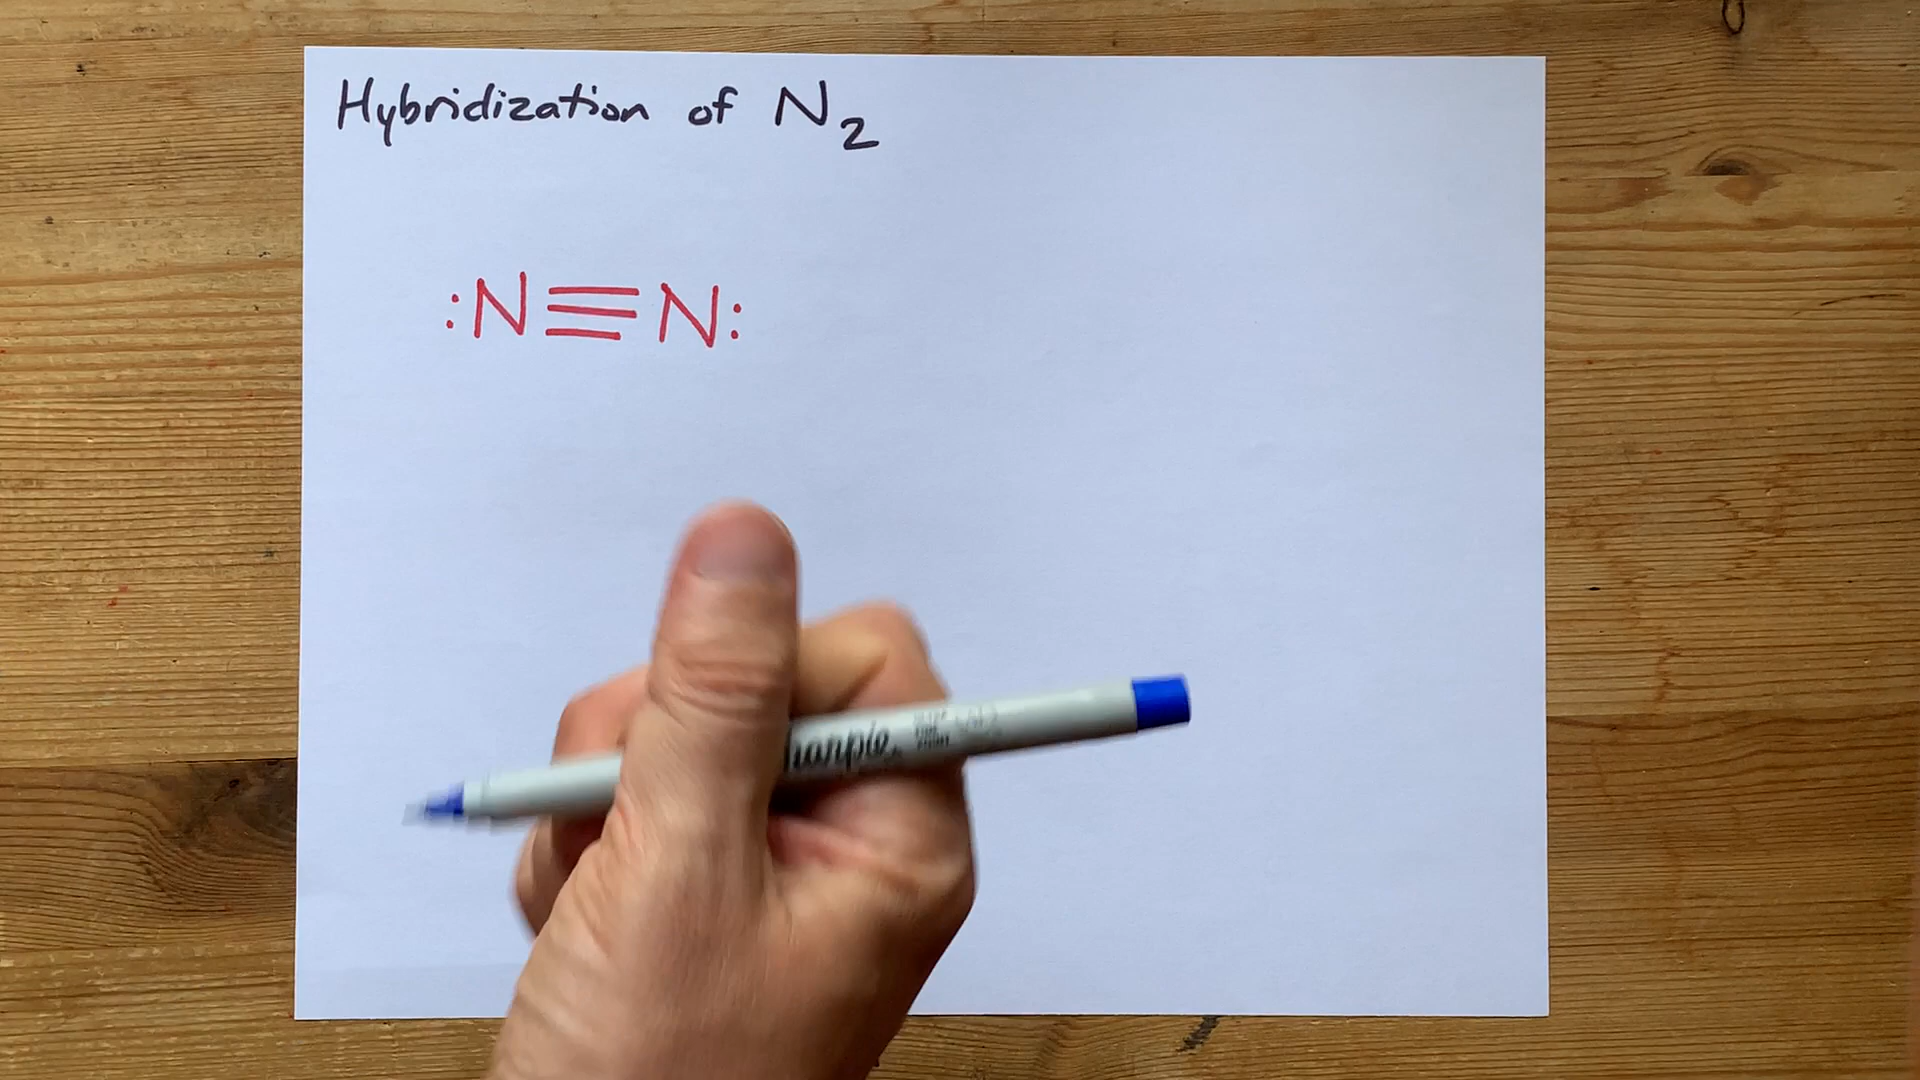 Hybridization of N₂
:N≡N: